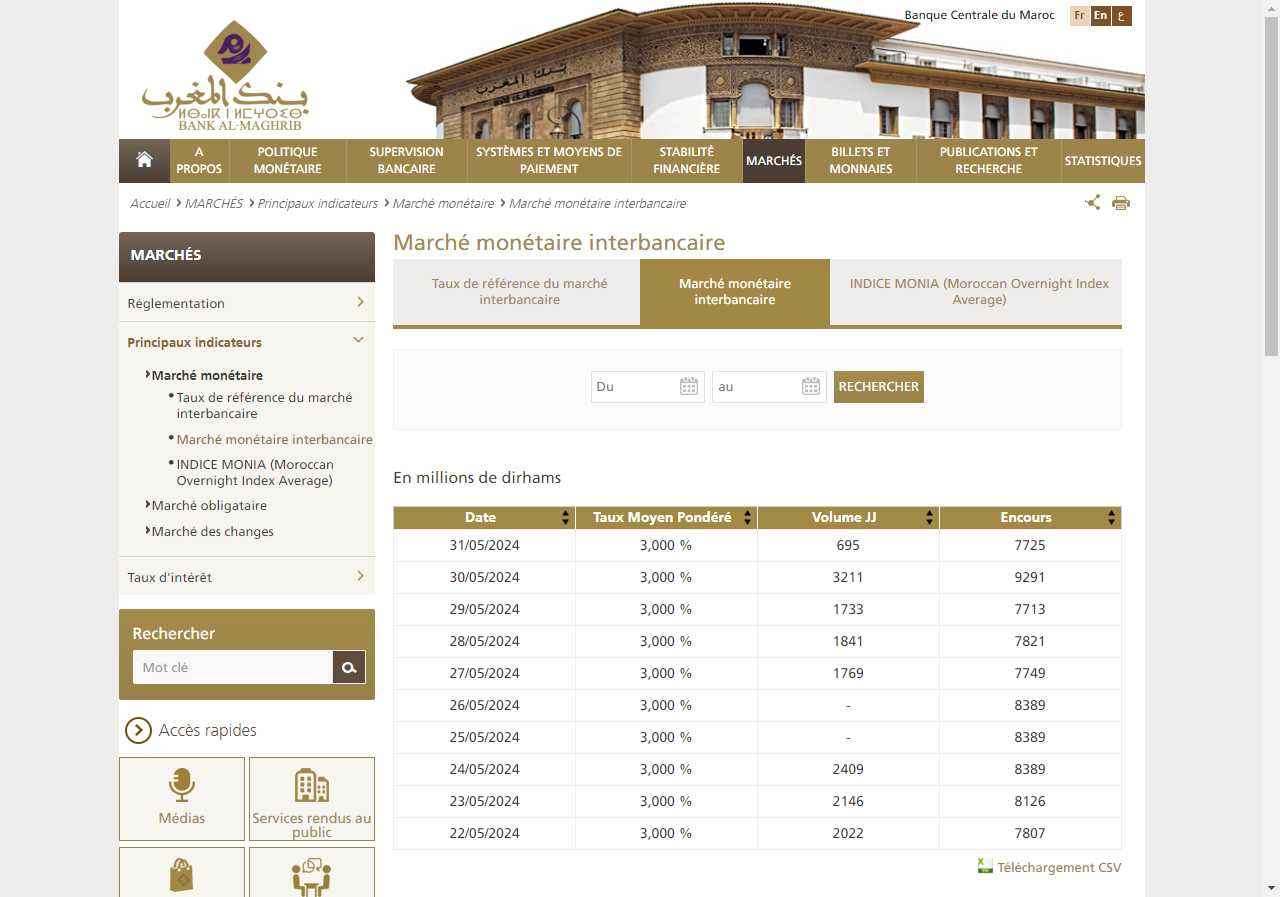 Banque Centrale du Maroc
Fr En ع
بنك المغرب
BANK AL-MAGHRIB
A PROPOS
POLITIQUE MONÉTAIRE
SUPERVISION BANCAIRE
SYSTÈMES ET MOYENS DE PAIEMENT
STABILITÉ FINANCIÈRE
MARCHÉS
BILLETS ET MONNAIES
PUBLICATIONS ET RECHERCHE
STATISTIQUES
Accueil MARCHÉS Principaux indicateurs Marché monétaire Marché monétaire interbancaire
MARCHÉS
Réglementation
Principaux indicateurs
Marché monétaire
Taux de référence du marché
interbancaire
Marché monétaire interbancaire
INDICE MONIA (Moroccan
Overnight Index Average)
Marché obligataire
Marché des changes
Taux d'intérêt
Rechercher
Mot clé
Accès rapides
Médias
Services rendus au
public
Marché monétaire interbancaire
Taux de référence du marché
interbancaire
Marché monétaire
interbancaire
INDICE MONIA (Moroccan Overnight Index
Average)
Du au RECHERCHER
En millions de dirhams
Date Taux Moyen Pondéré Volume JJ Encours
31/05/2024 3,000 % 695 7725
30/05/2024 3,000 % 3211 9291
29/05/2024 3,000 % 1733 7713
28/05/2024 3,000 % 1841 7821
27/05/2024 3,000 % 1769 7749
26/05/2024 3,000 % - 8389
25/05/2024 3,000 % - 8389
24/05/2024 3,000 % 2409 8389
23/05/2024 3,000 % 2146 8126
22/05/2024 3,000 % 2022 7807
Téléchargement CSV